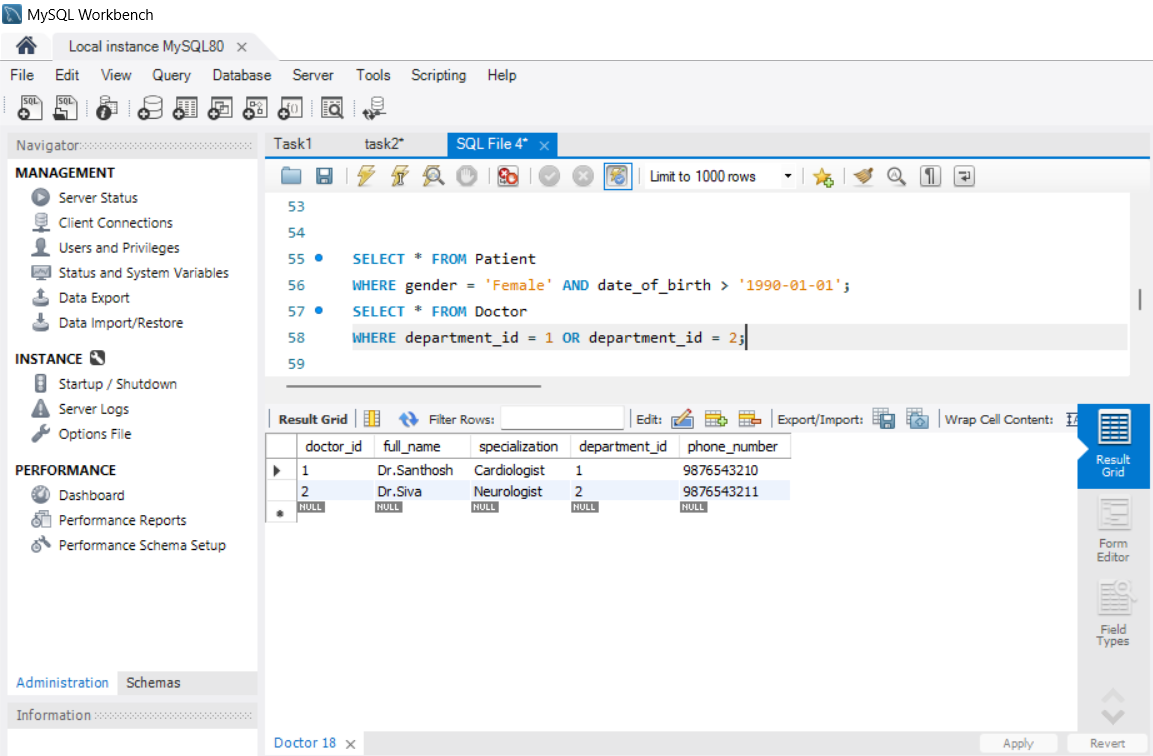 MySQL Workbench
Local instance MySQL80
File Edit View Query Database Server Tools Scripting Help
Navigator
MANAGEMENT
Server Status
Client Connections
Users and Privileges
Status and System Variables
Data Export
Data Import/Restore
INSTANCE
Startup / Shutdown
Server Logs
Options File
PERFORMANCE
Dashboard
Performance Reports
Performance Schema Setup
Administration Schemas
Information
Task1 task2* SQL File 4*
Limit to 1000 rows
53
54
55 SELECT * FROM Patient
56 WHERE gender = 'Female' AND date_of_birth > '1990-01-01';
57 SELECT * FROM Doctor
58 WHERE department_id = 1 OR department_id = 2;
59
Result Grid Filter Rows: Edit: Export/Import: Wrap Cell Content:
doctor_id full_name specialization department_id phone_number
1 Dr.Santhosh Cardiologist 1 9876543210
2 Dr.Siva Neurologist 2 9876543211
NULL NULL NULL NULL NULL
Result
Grid
Form
Editor
Field
Types
Doctor 18
Apply Revert